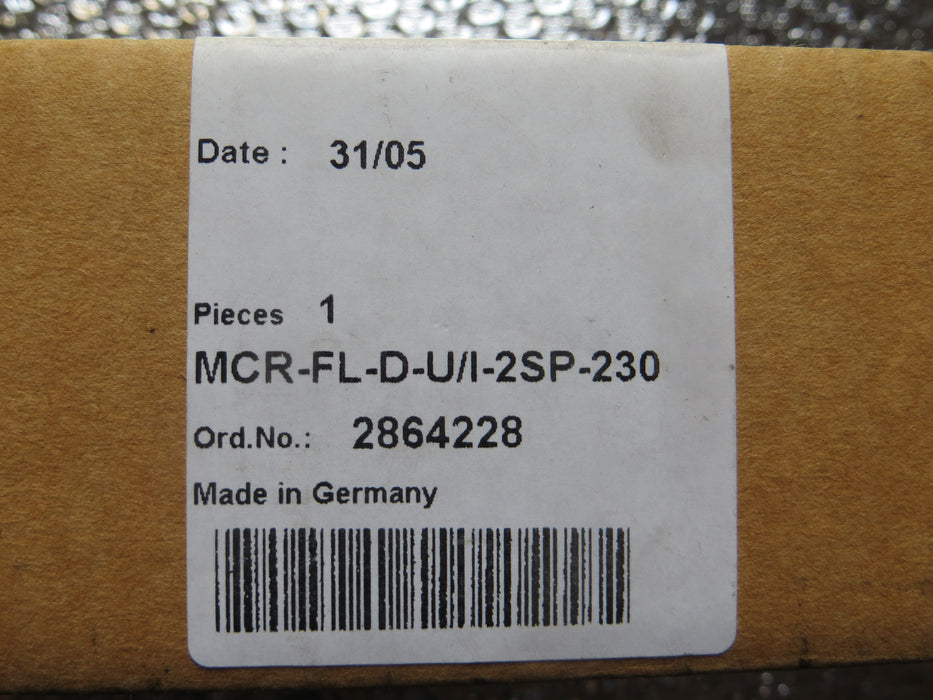 Date : 31/05
Pieces 1
MCR-FL-D-U/I-2SP-230
Ord.No.: 2864228
Made in Germany